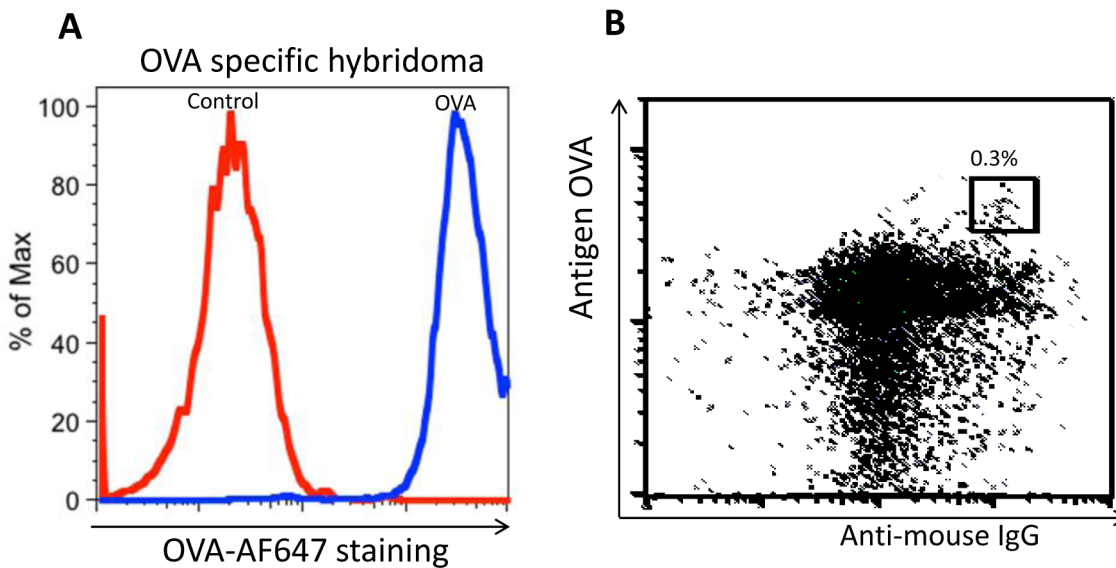 A
OVA specific hybridoma
Control OVA
100
80
60
40
20
0
% of Max
OVA-AF647 staining
B
0.3%
Antigen OVA
Anti-mouse IgG